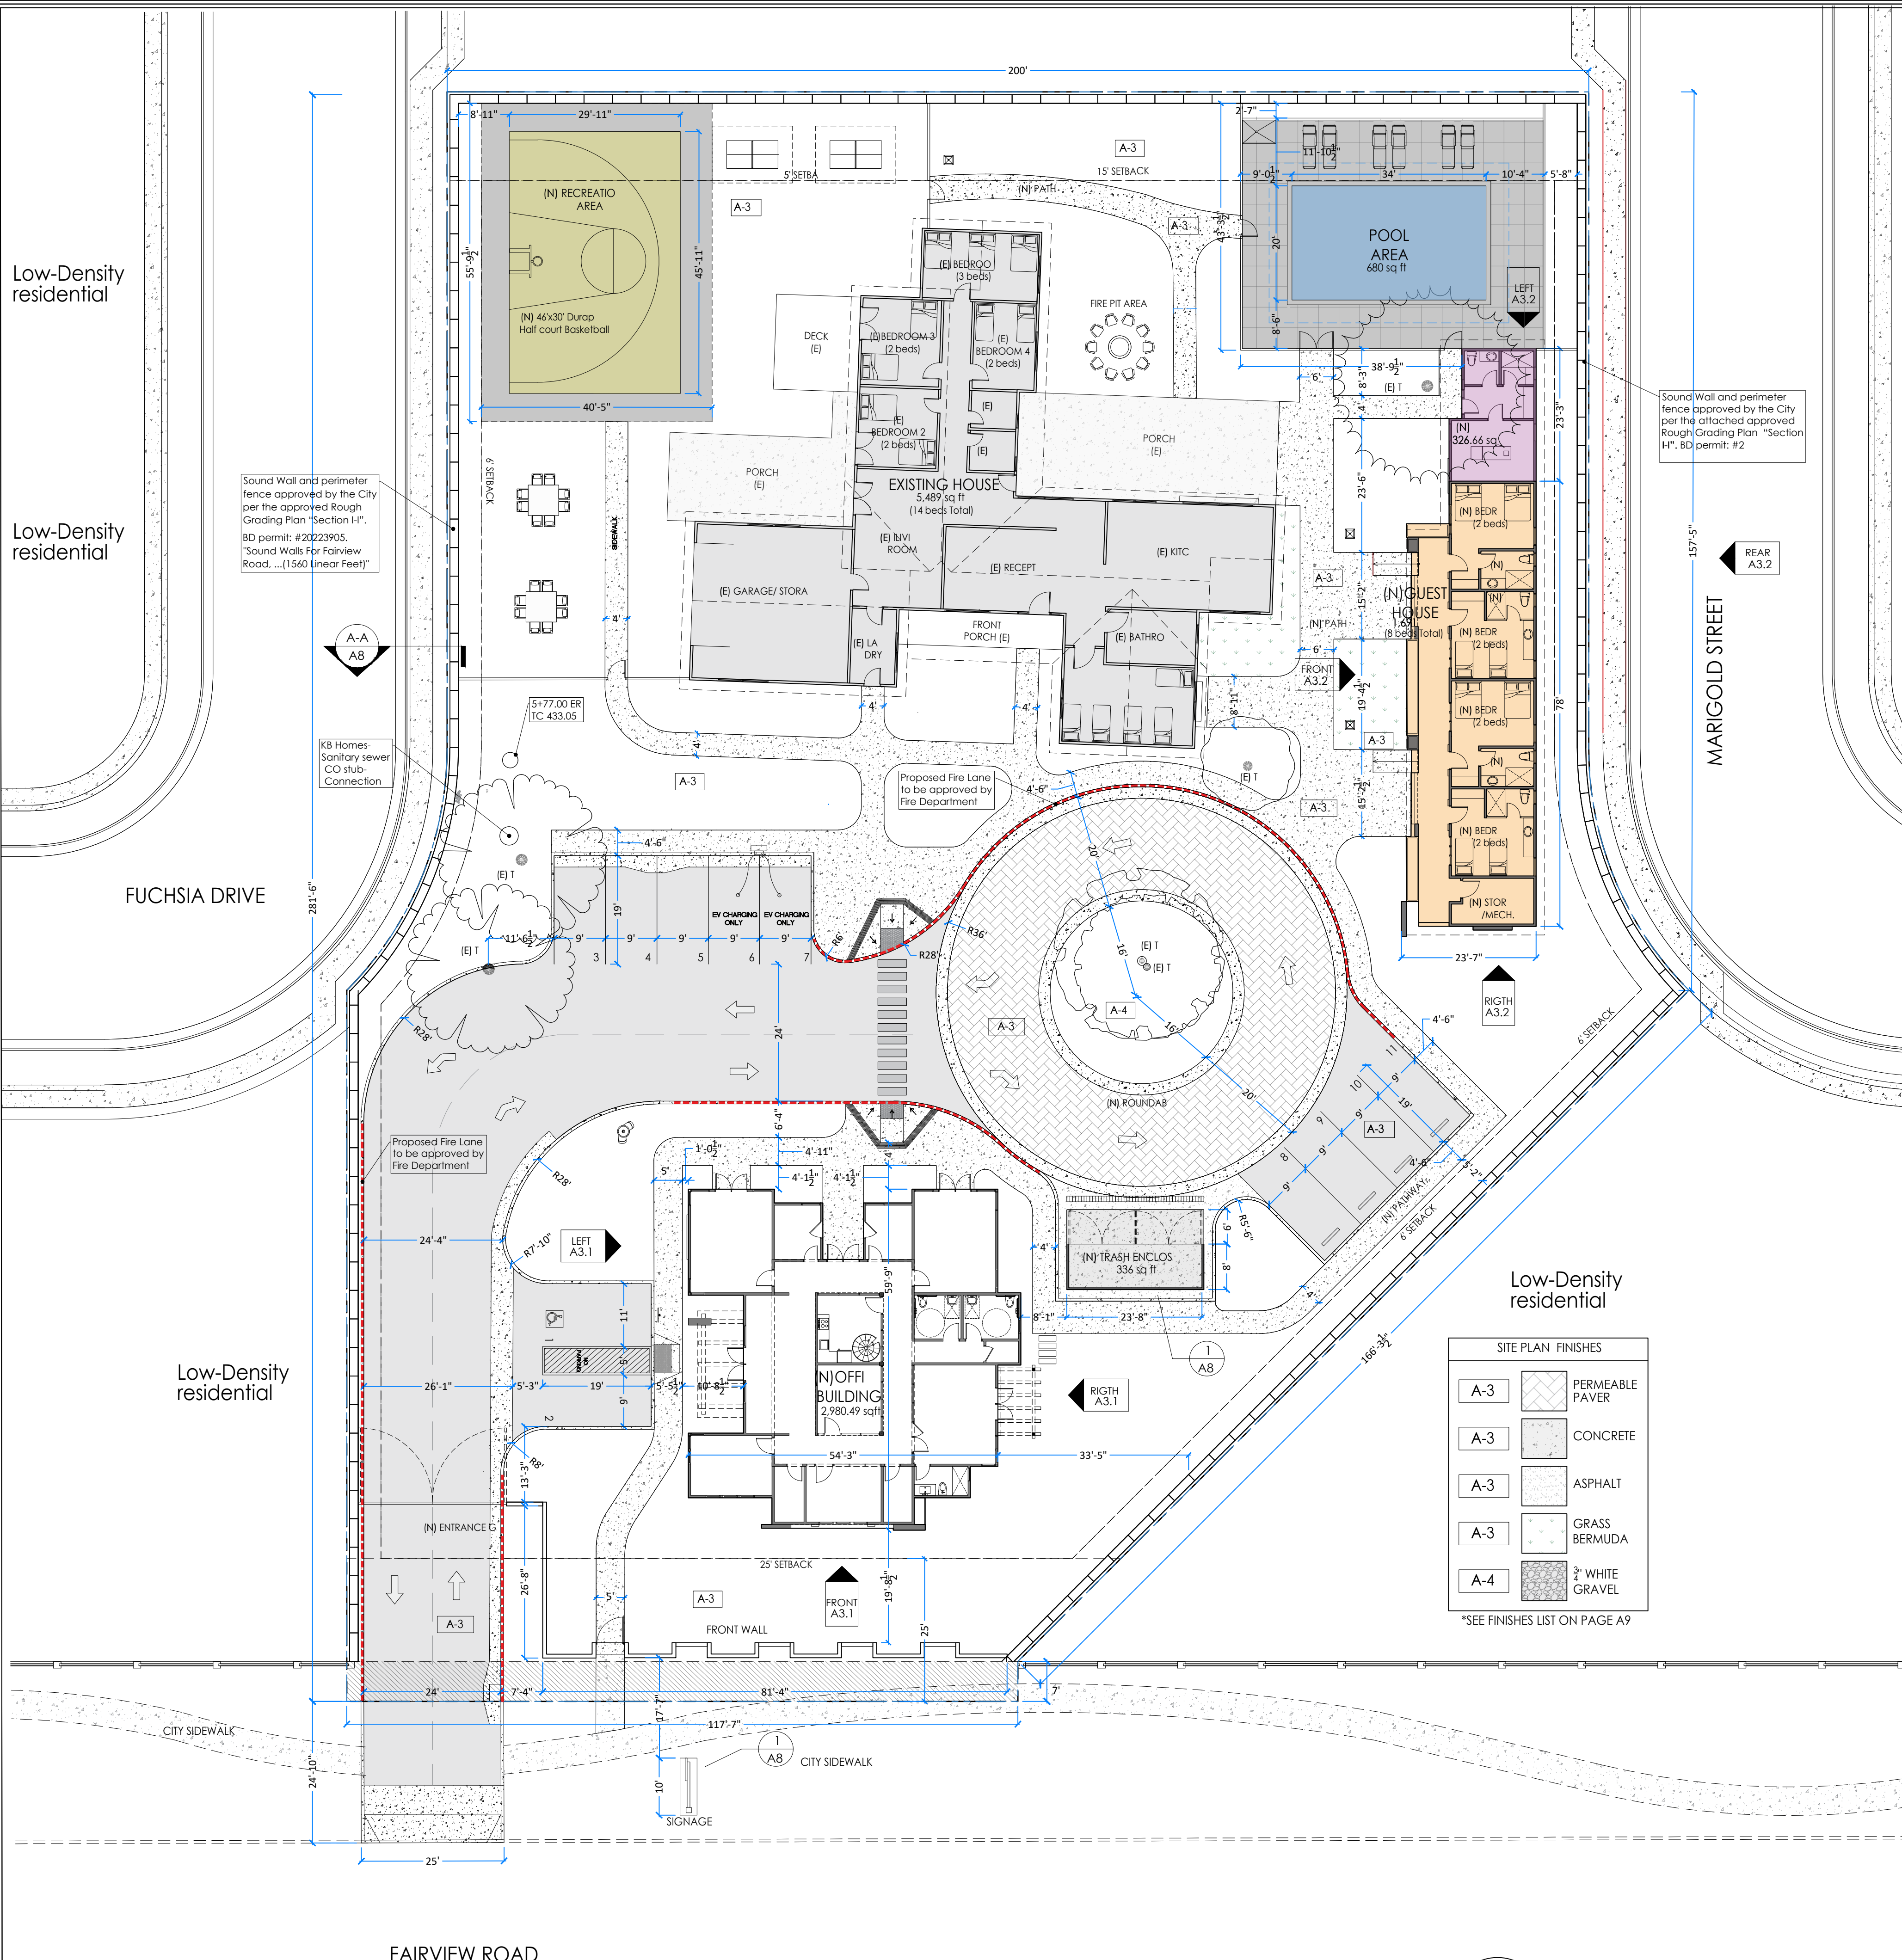 200'
8'-11"
29'-11"
2'-7"
11'-10½"
A-3
5' SETBA
15' SETBACK
(N) PATH
9'-0½"
34'
10'-4"
5'-8"
(N) RECREATIO
AREA
A-3
A-3
43'-3½"
55'-9½"
45'-11"
20'
POOL
AREA
680 sq ft
Low-Density
residential
(E) BEDROO
(3 beds)
LEFT
A3.2
(N) 46'x30' Durap
Half court Basketball
FIRE PIT AREA
DECK
(E)
(E)BEDROOM 3
(2 beds)
(E)
BEDROOM 4
(2 beds)
8'-6"
38'-9½"
6'
8'-3"
(E) T
4'
40'-5"
(E)
BEDROOM 2
(2 beds)
(E)
(E)
PORCH
(E)
PORCH
(E)
(N)
326.66 sq
23'-3"
Sound Wall and perimeter
fence approved by the City
per the attached approved
Rough Grading Plan "Section
I-I". BD permit: #2
6' SETBACK
Sound Wall and perimeter
fence approved by the City
per the approved Rough
Grading Plan "Section I-I".
BD permit: #20223905.
"Sound Walls For Fairview
Road, ...(1560 Linear Feet)"
EXISTING HOUSE
5,489 sq ft
(14 beds Total)
23'-6"
(N) BEDR
(2 beds)
Low-Density
residential
SIDEWALK
(E) LIVI
ROOM
(E) RECEPT
(E) KITC
157'-5"
REAR
A3.2
(N)
(E) GARAGE/ STORA
A-3
15'-2"
(N)GUEST
HOUSE
1,691
(8 beds Total)
(N)
4'
FRONT
PORCH (E)
(N) PATH
(N) BEDR
(2 beds)
A-A
A8
(E) LA
DRY
(E) BATHRO
6'
FRONT
A3.2
MARIGOLD STREET
5+77.00 ER
TC 433.05
4'
4'
8'-11"
19'-4½"
78'
(N) BEDR
(2 beds)
4'
A-3
KB Homes-
Sanitary sewer
CO stub-
Connection
A-3
Proposed Fire Lane
to be approved by
Fire Department
4'-6"
(E) T
(N)
15'-2½"
A-3
4'-6"
20'
(N) BEDR
(2 beds)
(E) T
FUCHSIA DRIVE
281'-6"
19'
EV CHARGING
ONLY
EV CHARGING
ONLY
(N) STOR
/MECH.
11'-6½"
9'
9'
9'
9'
9'
3
4
5
6
7
R6'
R28'
R36'
16'
(E) T
(E) T
(E) T
23'-7"
RIGTH
A3.2
R28'
24'
A-3
A-4
16'
4'-6"
6' SETBACK
11
10
9
8
9'
9'
9'
9'
19'
A-3
(N) ROUNDAB
20'
6'-4"
Proposed Fire Lane
to be approved by
Fire Department
1'-0½"
4'-11"
4'
4'-6"
5'-2"
R28'
5'
4'-1½"
4'-1½"
(N) PATHWAY
6' SETBACK
24'-4"
LEFT
A3.1
R7'-10"
R5'-6"
6'
4'
(N) TRASH ENCLOS
336 sq ft
8'
59'-9"
4'
Low-Density
residential
11'
8'-1"
23'-8"
1
5'
1
A8
166'-3½"
SITE PLAN FINISHES
A-3
PERMEABLE
PAVER
A-3
CONCRETE
A-3
ASPHALT
A-3
GRASS
BERMUDA
A-4
¾" WHITE
GRAVEL
*SEE FINISHES LIST ON PAGE A9
Low-Density
residential
26'-1"
5'-3"
19'
5'-5½"
10'-8½"
9'
2
(N)OFFI
BUILDING
2,980.49 sqft
RIGTH
A3.1
54'-3"
33'-5"
R8'
13'-3"
(N) ENTRANCE G
25' SETBACK
26'-8"
5'
A-3
FRONT
A3.1
19'-8½"
A-3
FRONT WALL
25'
24'
7'-4"
81'-4"
7'
17'-7"
117'-7"
CITY SIDEWALK
1
A8
CITY SIDEWALK
24'-10"
10'
SIGNAGE
25'
FAIRVIEW ROAD